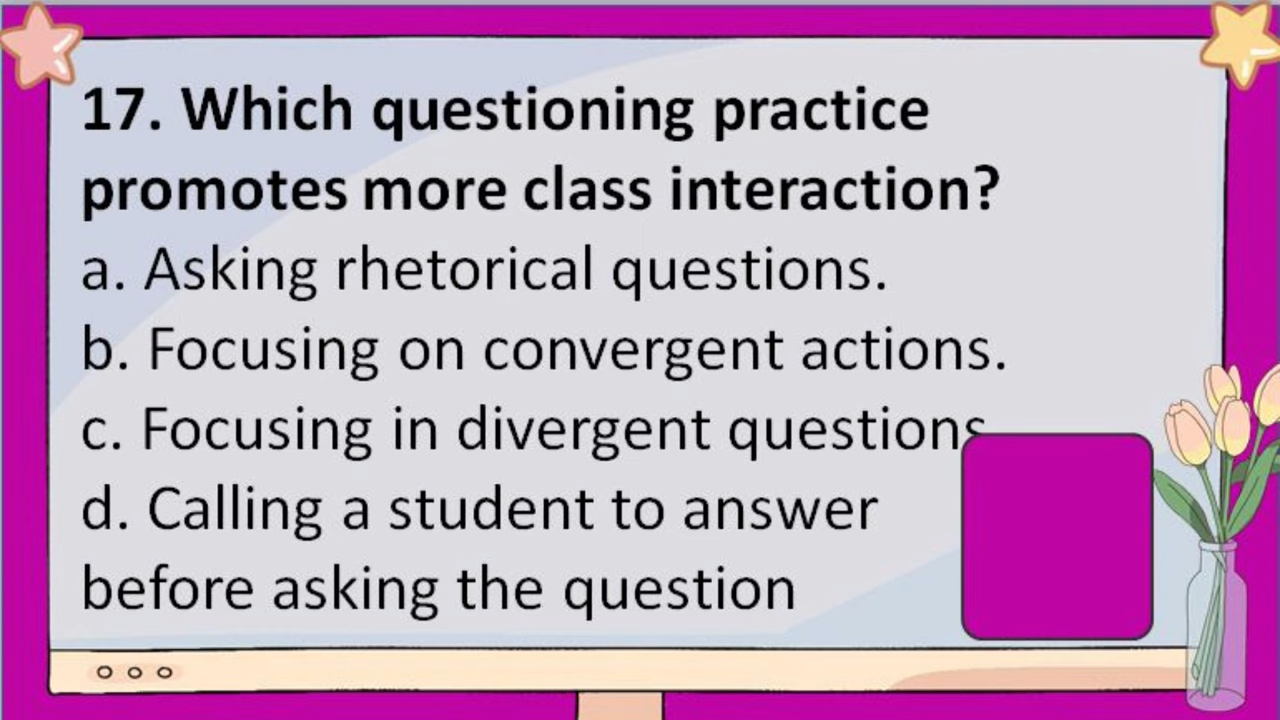 17. Which questioning practice
promotes more class interaction?
a. Asking rhetorical questions.
b. Focusing on convergent actions.
c. Focusing in divergent questions
d. Calling a student to answer
before asking the question